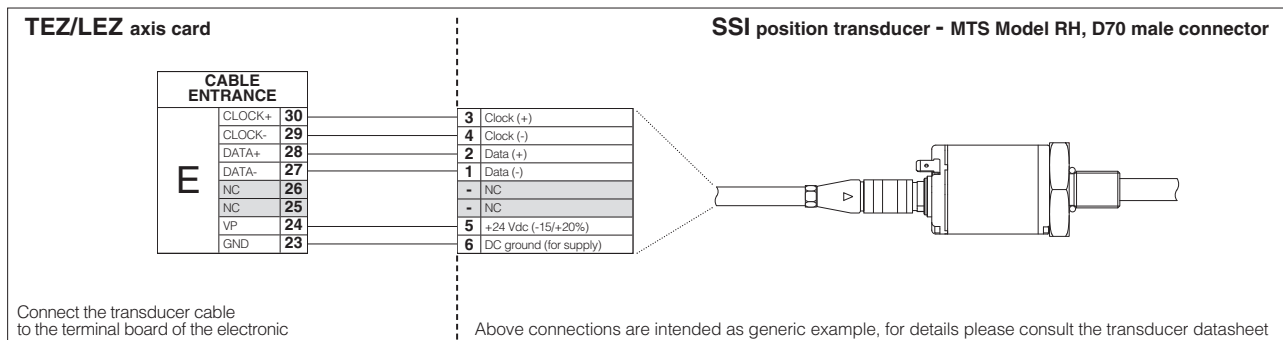 TEZ/LEZ axis card
SSI position transducer - MTS Model RH, D70 male connector
CABLE
ENTRANCE
E
CLOCK+ 30
CLOCK- 29
DATA+ 28
DATA- 27
NC 26
NC 25
VP 24
GND 23
3 Clock (+)
4 Clock (-)
2 Data (+)
1 Data (-)
- NC
- NC
5 +24 Vdc (-15/+20%)
6 DC ground (for supply)
Connect the transducer cable
to the terminal board of the electronic
Above connections are intended as generic example, for details please consult the transducer datasheet